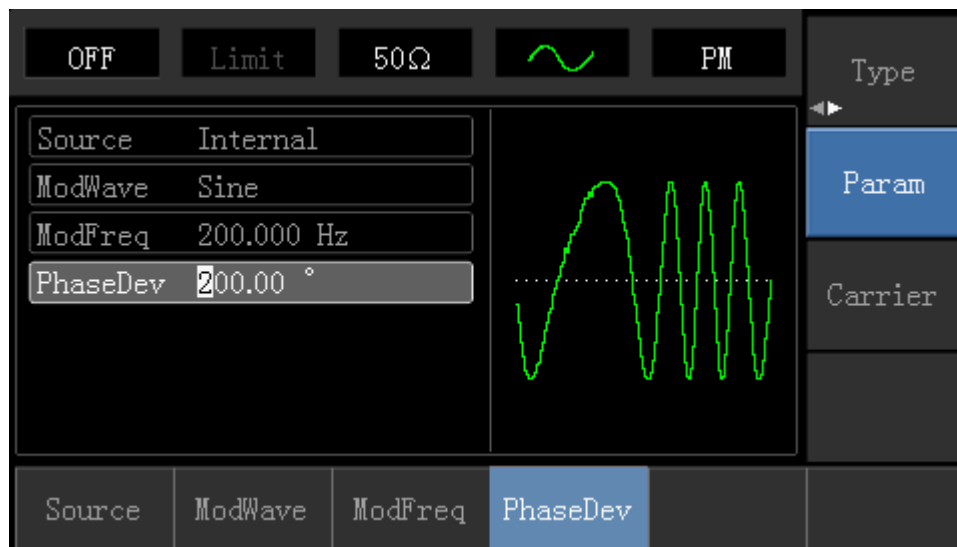 OFF Limit 50Ω PM
Type
Source Internal
ModWave Sine
ModFreq 200.000 Hz
PhaseDev 200.00 °
Param
Carrier
Source ModWave ModFreq PhaseDev